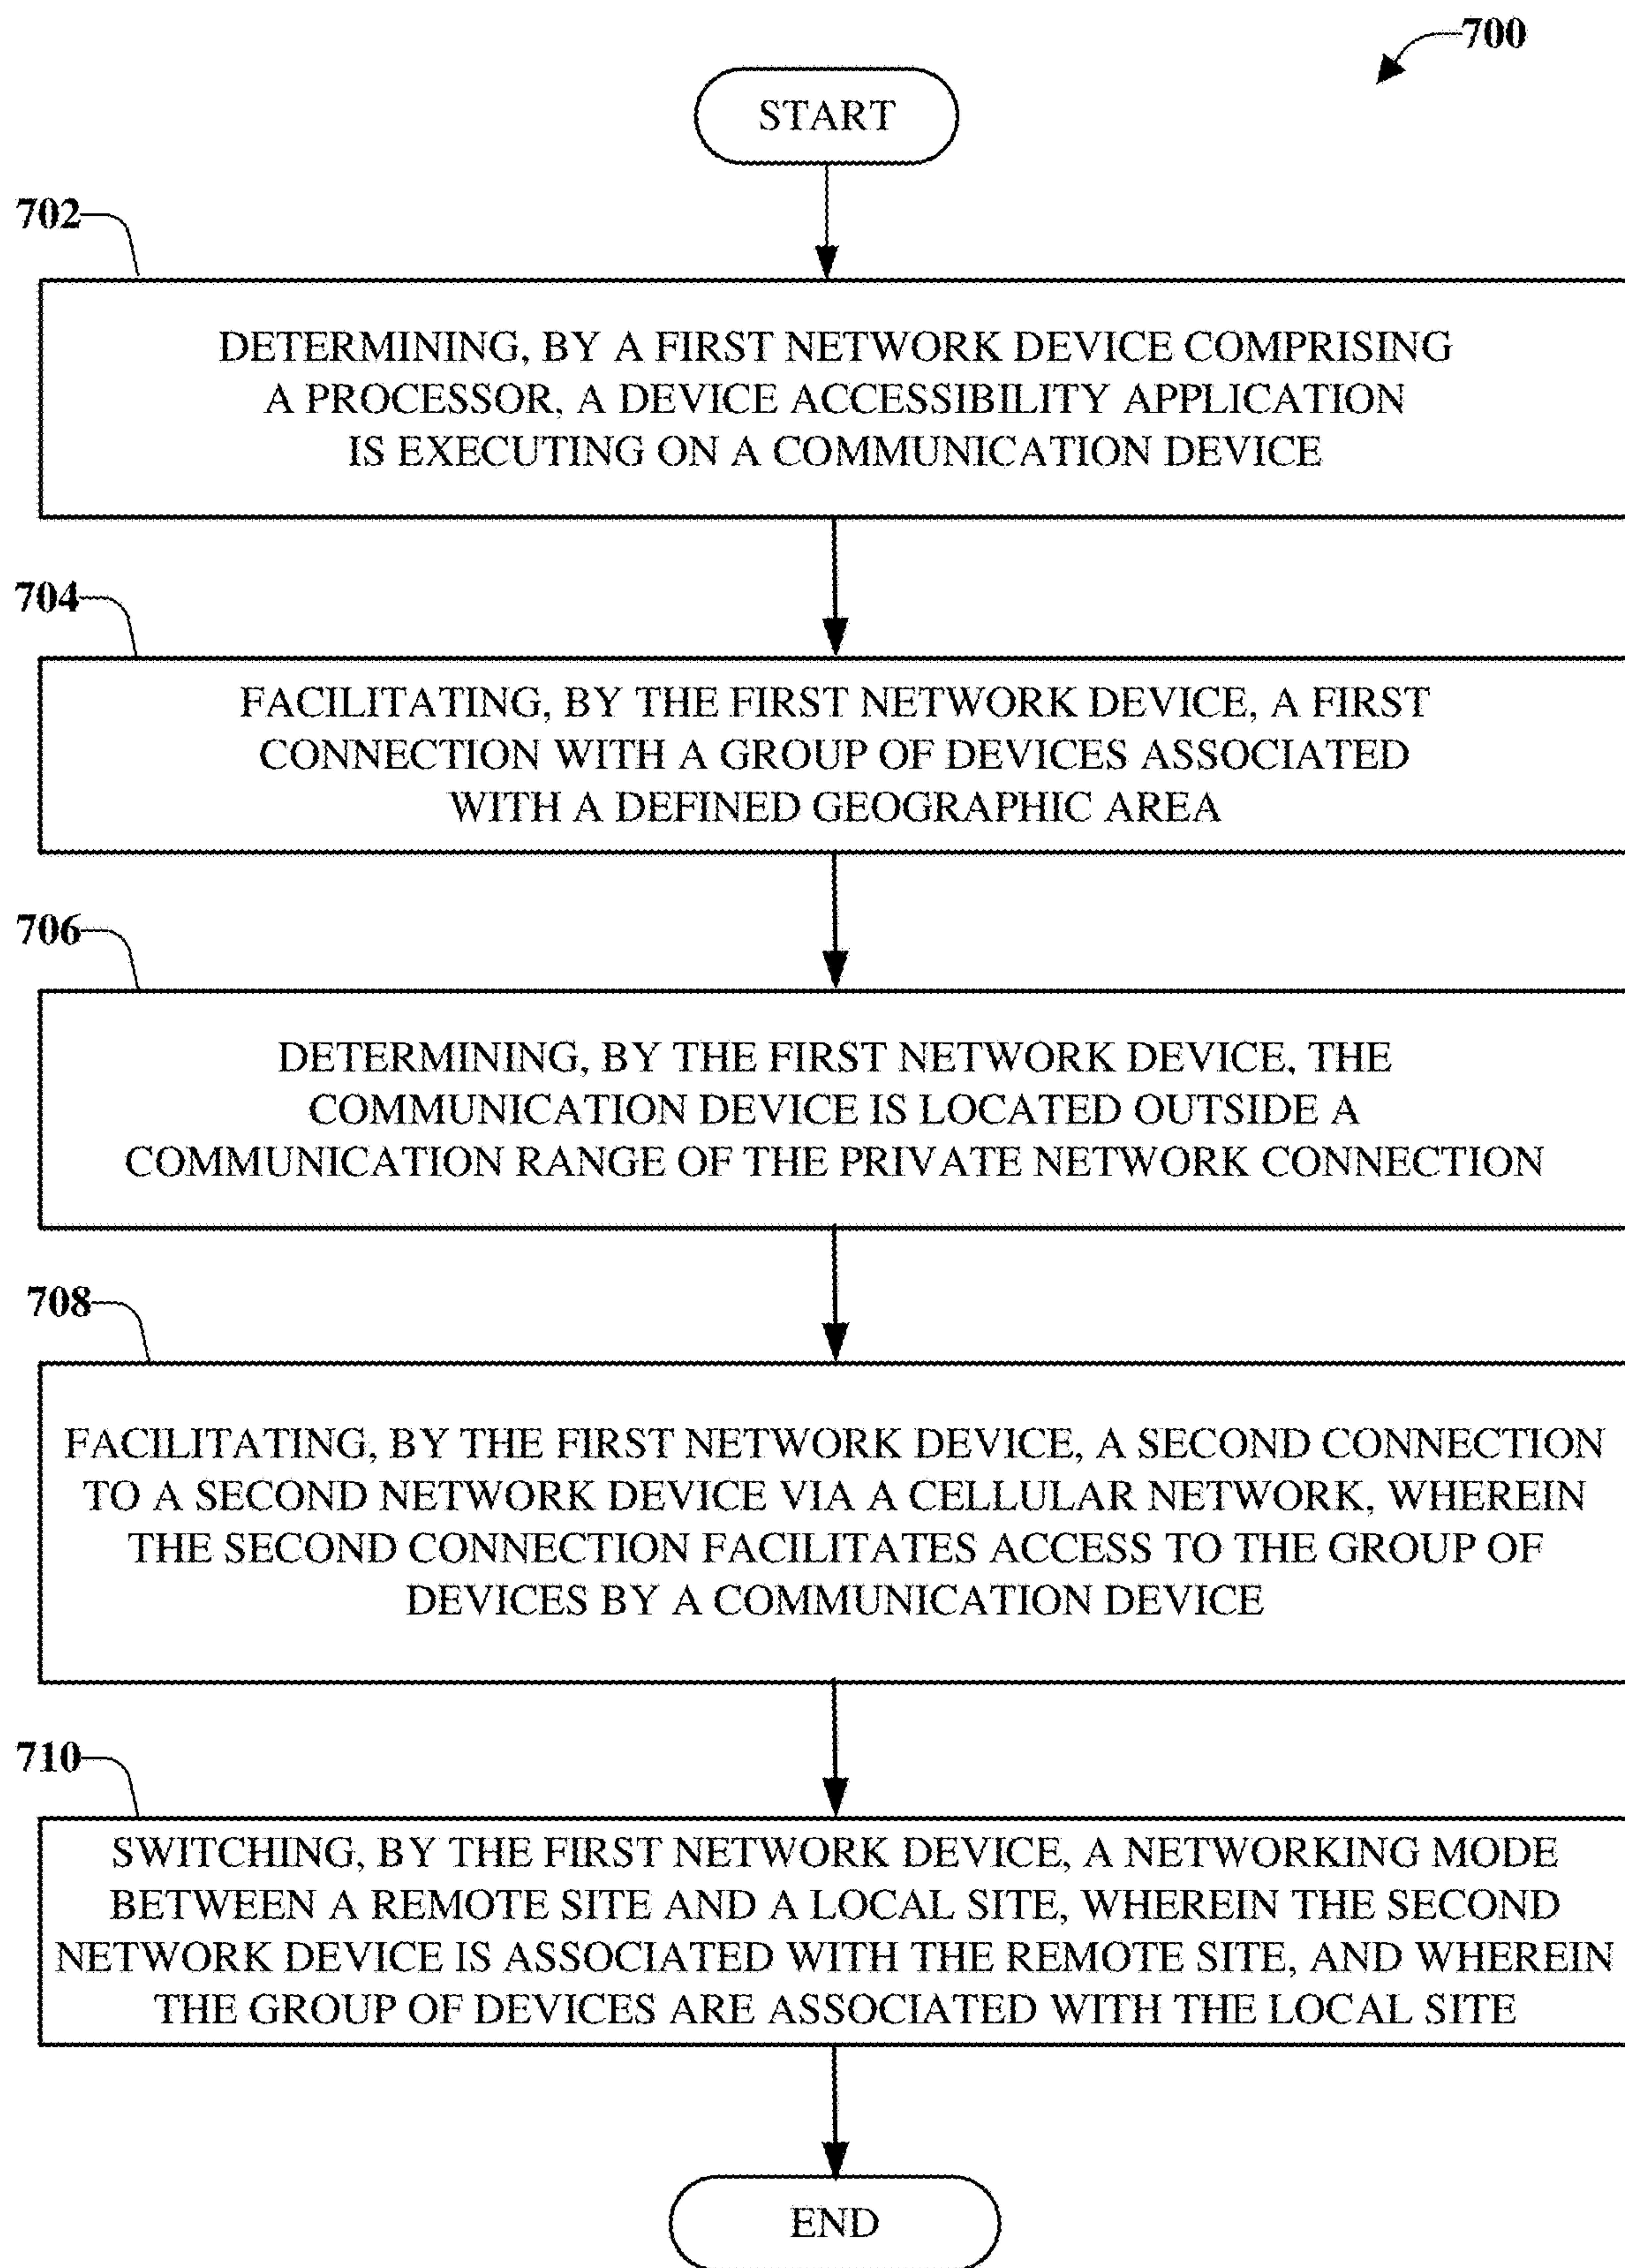 700
START
702
DETERMINING, BY A FIRST NETWORK DEVICE COMPRISING
A PROCESSOR, A DEVICE ACCESSIBILITY APPLICATION
IS EXECUTING ON A COMMUNICATION DEVICE
704
FACILITATING, BY THE FIRST NETWORK DEVICE, A FIRST
CONNECTION WITH A GROUP OF DEVICES ASSOCIATED
WITH A DEFINED GEOGRAPHIC AREA
706
DETERMINING, BY THE FIRST NETWORK DEVICE, THE
COMMUNICATION DEVICE IS LOCATED OUTSIDE A
COMMUNICATION RANGE OF THE PRIVATE NETWORK CONNECTION
708
FACILITATING, BY THE FIRST NETWORK DEVICE, A SECOND CONNECTION
TO A SECOND NETWORK DEVICE VIA A CELLULAR NETWORK, WHEREIN
THE SECOND CONNECTION FACILITATES ACCESS TO THE GROUP OF
DEVICES BY A COMMUNICATION DEVICE
710
SWITCHING, BY THE FIRST NETWORK DEVICE, A NETWORKING MODE
BETWEEN A REMOTE SITE AND A LOCAL SITE, WHEREIN THE SECOND
NETWORK DEVICE IS ASSOCIATED WITH THE REMOTE SITE, AND WHEREIN
THE GROUP OF DEVICES ARE ASSOCIATED WITH THE LOCAL SITE
END